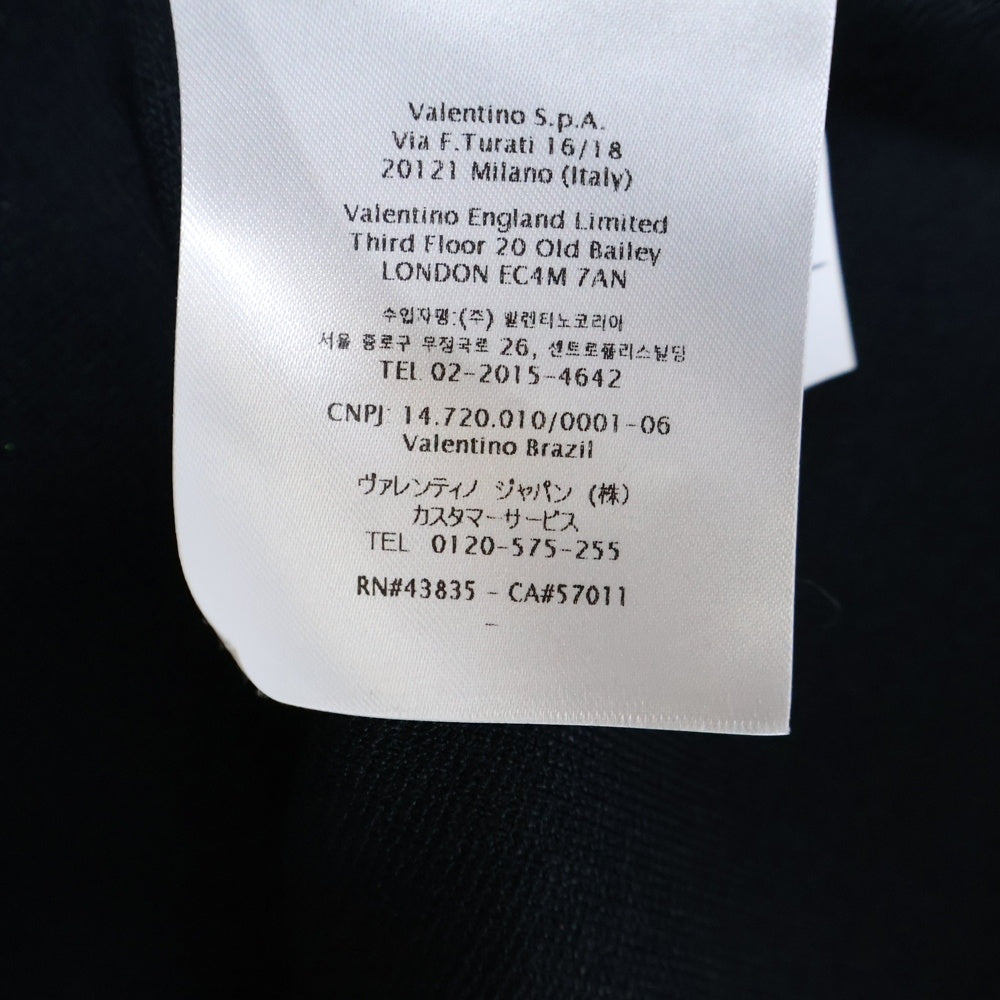 Valentino S.p.A.
Via F.Turati 16/18
20121 Milano (Italy)
Valentino England Limited
Third Floor 20 Old Bailey
LONDON EC4M 7AN
수입자명:(주) 발렌티노코리아
서울 종로구 우정국로 26, 센트로폴리스빌딩
TEL 02-2015-4642
CNPJ 14.720.010/0001-06
Valentino Brazil
ヴァレンティノ ジャパン (株)
カスタマーサービス
TEL 0120-575-255
RN#43835 - CA#57011